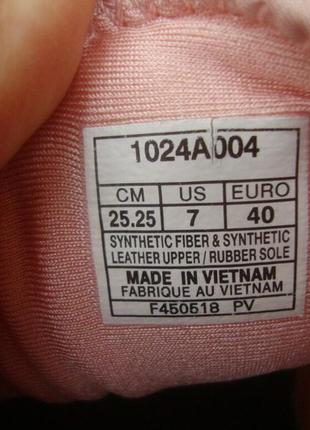 1024A004
CM US EURO
25.25 7 40
SYNTHETIC FIBER & SYNTHETIC
LEATHER UPPER / RUBBER SOLE
MADE IN VIETNAM
FABRIQUE AU VIETNAM
F450518 PV